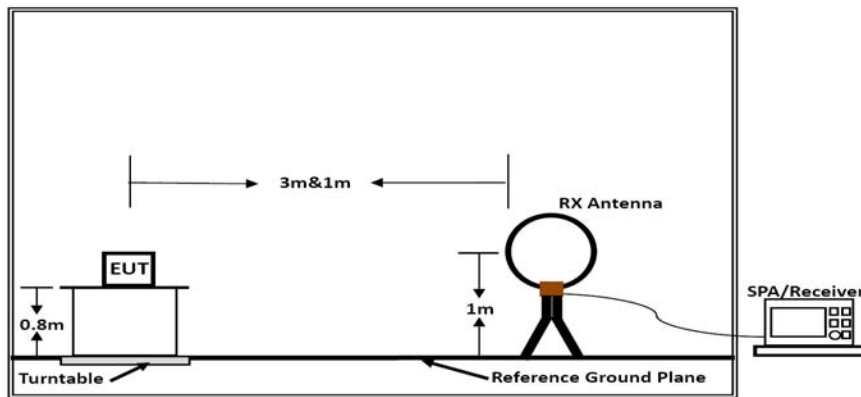 3m&1m
RX Antenna
EUT
SPA/Receiver
0.8m
1m
Turntable
Reference Ground Plane